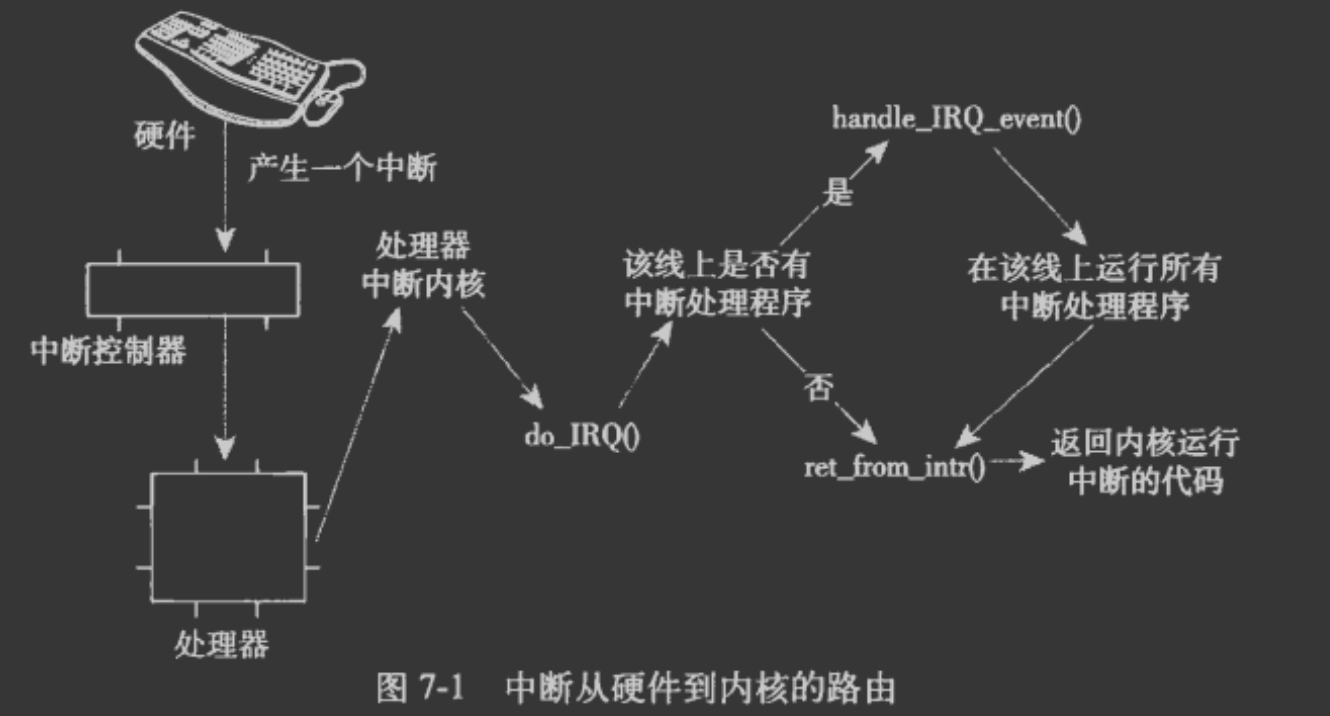 硬件
产生一个中断
中断控制器
处理器
处理器
中断内核
do_IRQ()
该线上是否有
中断处理程序
是
否
handle_IRQ_event()
在该线上运行所有
中断处理程序
ret_from_intr()
返回内核运行
中断的代码
图 7-1 中断从硬件到内核的路由